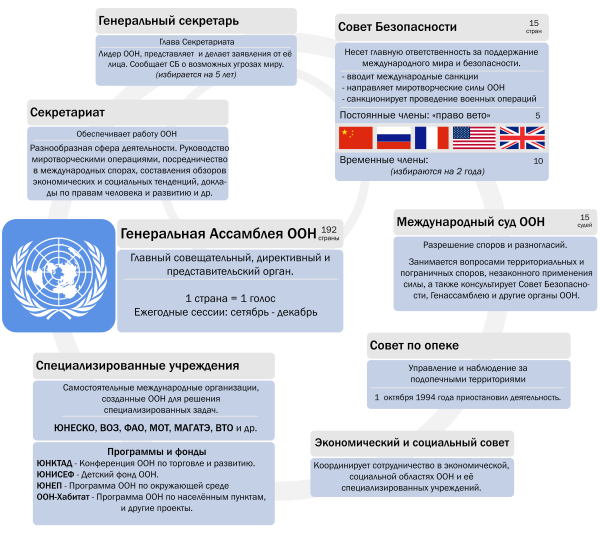 Генеральный секретарь
Глава Секретариата
Лидер ООН, представляет и делает заявления от её
лица. Сообщает СБ о возможных угрозах миру.
(избирается на 5 лет)
Совет Безопасности
15
стран
Несет главную ответственность за поддержание
международного мира и безопасности.
- вводит международные санкции
- направляет миротворческие силы ООН
- санкционирует проведение военных операций
Постоянные члены: «право вето» 5
Временные члены: 10
(избираются на 2 года)
Секретариат
Обеспечивает работу ООН
Разнообразная сфера деятельности. Руководство
миротворческими операциями, посредничество
в международных спорах, составления обзоров
экономических и социальных тенденций, докла-
ды по правам человека и развитию и др.
Генеральная Ассамблея ООН
192
страны
Главный совещательный, директивный и
представительский орган.
1 страна = 1 голос
Ежегодные сессии: сетябрь - декабрь
Международный суд ООН
15
судей
Разрешение споров и разногласий.
Занимается вопросами территориальных и
пограничных споров, незаконного применения
силы, а также консультирует Совет Безопасно-
сти, Генассамблею и другие органы ООН.
Совет по опеке
Управление и наблюдение за
подопечными территориями
1 октября 1994 года приостановил деятельность.
Специализированные учреждения
Самостоятельные международные организации,
созданные ООН для решения
специализированных задач.
ЮНЕСКО, ВОЗ, ФАО, МОТ, МАГАТЭ, ВТО и др.
Программы и фонды
ЮНКТАД - Конференция ООН по торговле и развитию.
ЮНИСЕФ - Детский фонд ООН.
ЮНЕП - Программа ООН по окружающей среде
ООН-Хабитат - Программа ООН по населённым пунктам,
и другие проекты.
Экономический и социальный совет
Координирует сотрудничество в экономической,
социальной областях ООН и её
специализированных учреждений.